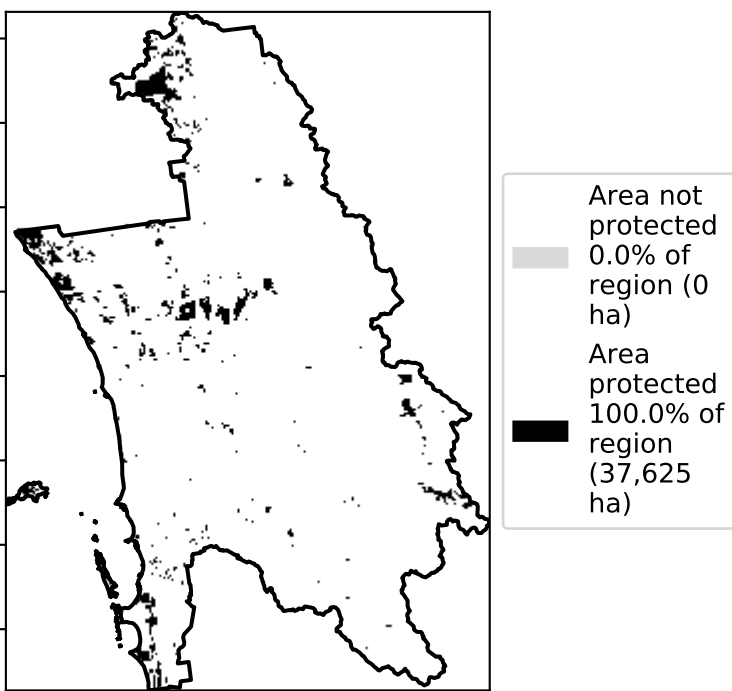 Area not
protected
0.0% of
region (0
ha)
Area
protected
100.0% of
region
(37,625
ha)